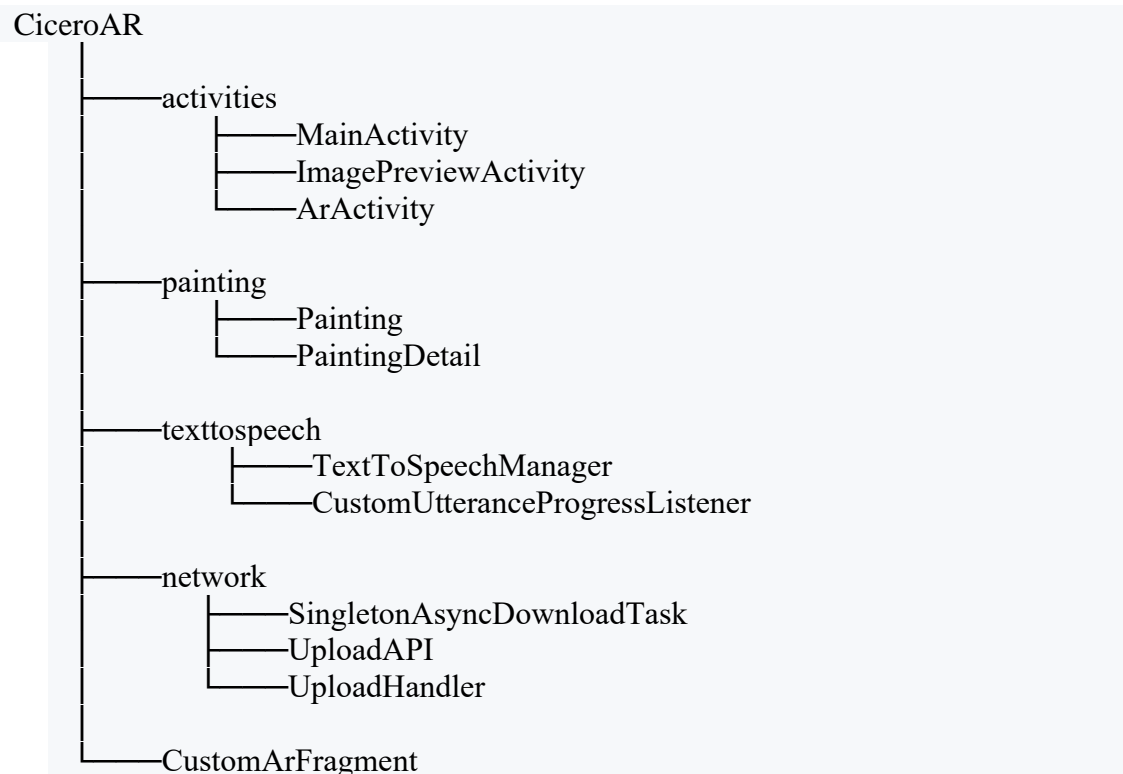 CiceroAR
activities
MainActivity
ImagePreviewActivity
ArActivity
painting
Painting
PaintingDetail
texttospeech
TextToSpeechManager
CustomUtteranceProgressListener
network
SingletonAsyncDownloadTask
UploadAPI
UploadHandler
CustomArFragment